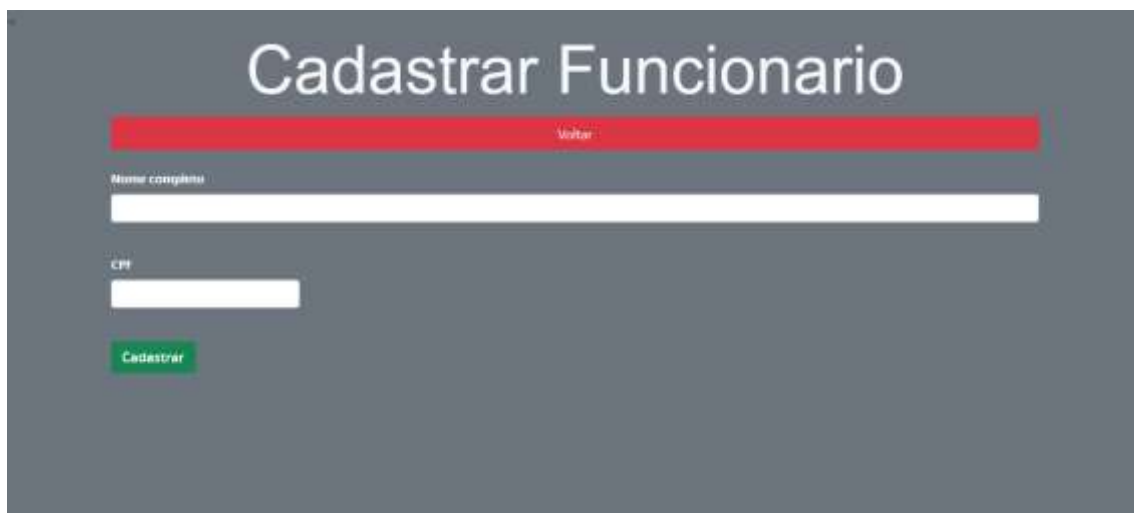 Cadastrar Funcionario
Voltar
Nome completo
CPF
Cadastrar